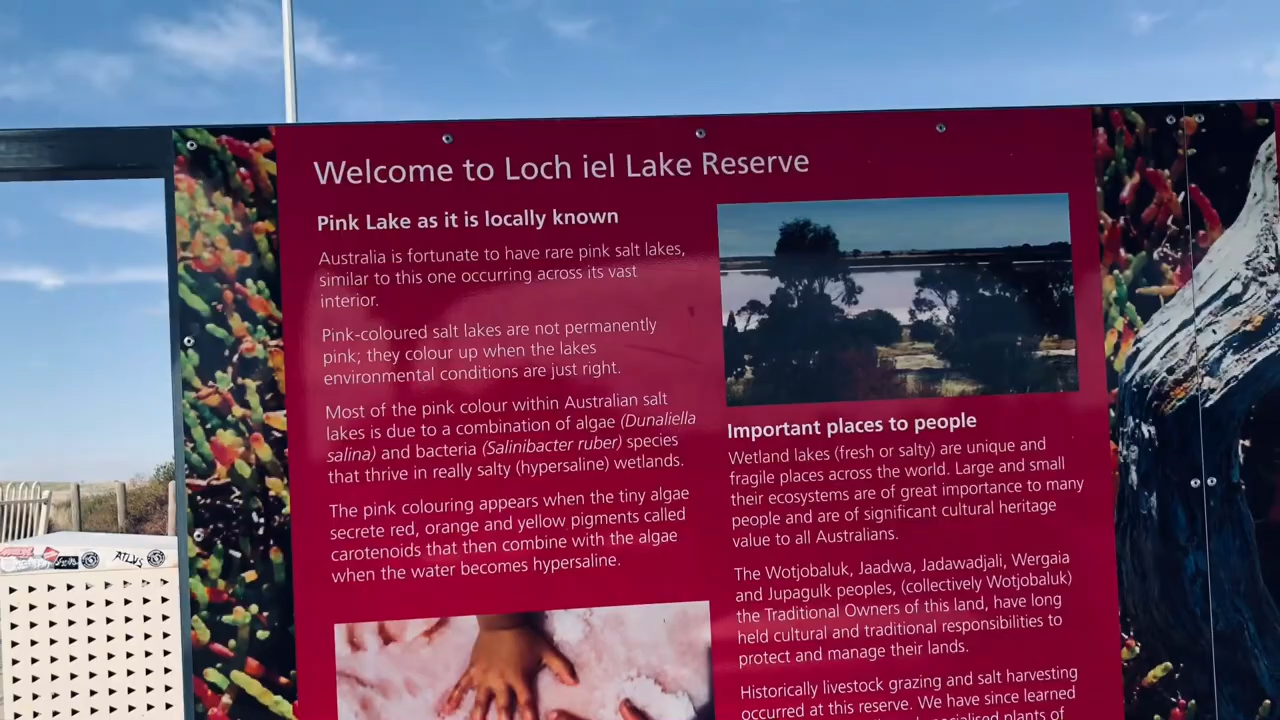 Welcome to Loch iel Lake Reserve
Pink Lake as it is locally known
Australia is fortunate to have rare pink salt lakes,
similar to this one occurring across its vast
interior.
Pink-coloured salt lakes are not permanently
pink; they colour up when the lakes
environmental conditions are just right.
Most of the pink colour within Australian salt
lakes is due to a combination of algae (Dunaliella
salina) and bacteria (Salinibacter ruber) species
that thrive in really salty (hypersaline) wetlands.
The pink colouring appears when the tiny algae
secrete red, orange and yellow pigments called
carotenoids that then combine with the algae
when the water becomes hypersaline.
Important places to people
Wetland lakes (fresh or salty) are unique and
fragile places across the world. Large and small
their ecosystems are of great importance to many
people and are of significant cultural heritage
value to all Australians.
The Wotjobaluk, Jaadwa, Jadawadjali, Wergaia
and Jupagulk peoples, (collectively Wotjobaluk)
the Traditional Owners of this land, have long
held cultural and traditional responsibilities to
protect and manage their lands.
Historically livestock grazing and salt harvesting
occurred at this reserve. We have since learned
specialised plants of
ATLVS